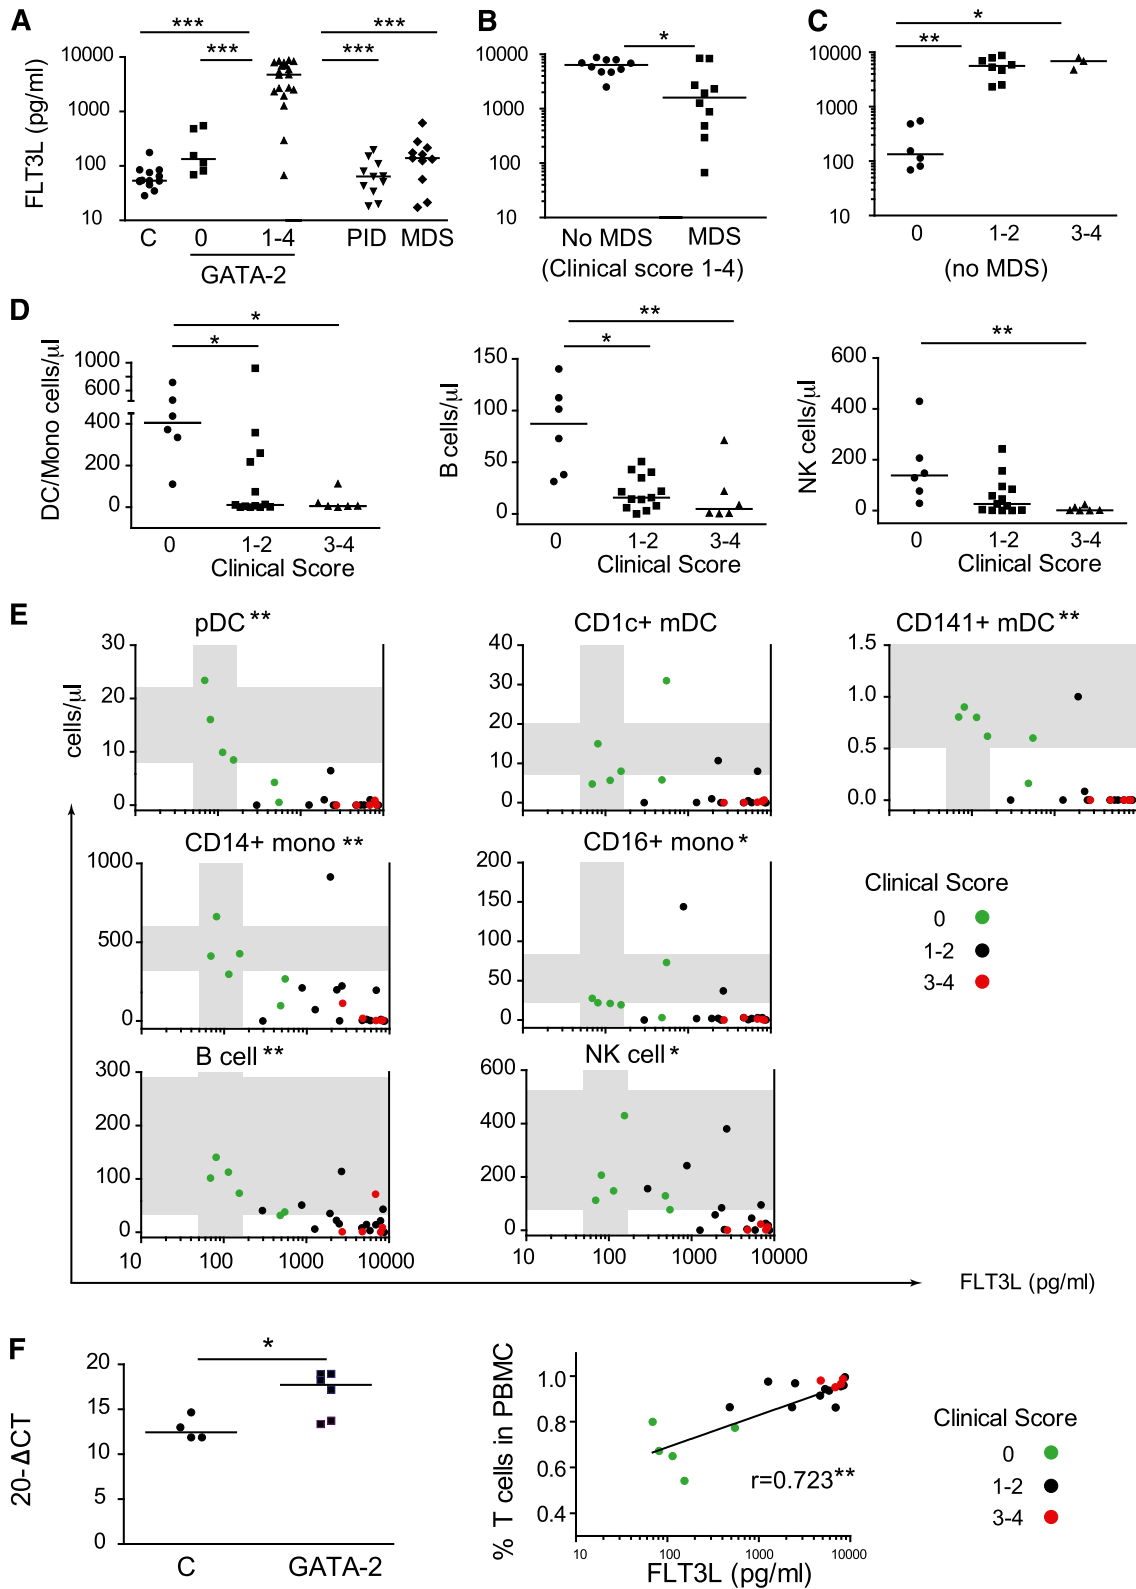 A
***
***
***
***
FLT3L (pg/ml)
10000
1000
100
10
C
0
1-4
PID
MDS
GATA-2
B
*
10000
1000
100
10
No MDS
MDS
(Clinical score 1-4)
C
*
**
10000
1000
100
10
0
1-2
3-4
(no MDS)
D
*
*
DC/Mono cells/µl
1000
600
400
200
0
0
1-2
3-4
Clinical Score
**
*
B cells/µl
150
100
50
0
0
1-2
3-4
Clinical Score
**
NK cells/µl
600
400
200
0
0
1-2
3-4
Clinical Score
E
pDC **
cells/µl
30
20
10
0
CD1c+ mDC
40
30
20
10
0
CD141+ mDC **
1.5
1.0
0.5
0.0
CD14+ mono **
1000
500
0
CD16+ mono *
200
150
100
50
0
Clinical Score
0
1-2
3-4
B cell **
300
200
100
0
10
100
1000
10000
NK cell *
600
400
200
0
10
100
1000
10000
FLT3L (pg/ml)
F
*
20-ΔCT
20
15
10
5
0
C
GATA-2
% T cells in PBMC
1.0
0.8
0.6
0.4
r=0.723**
10
100
1000
10000
FLT3L (pg/ml)
Clinical Score
0
1-2
3-4